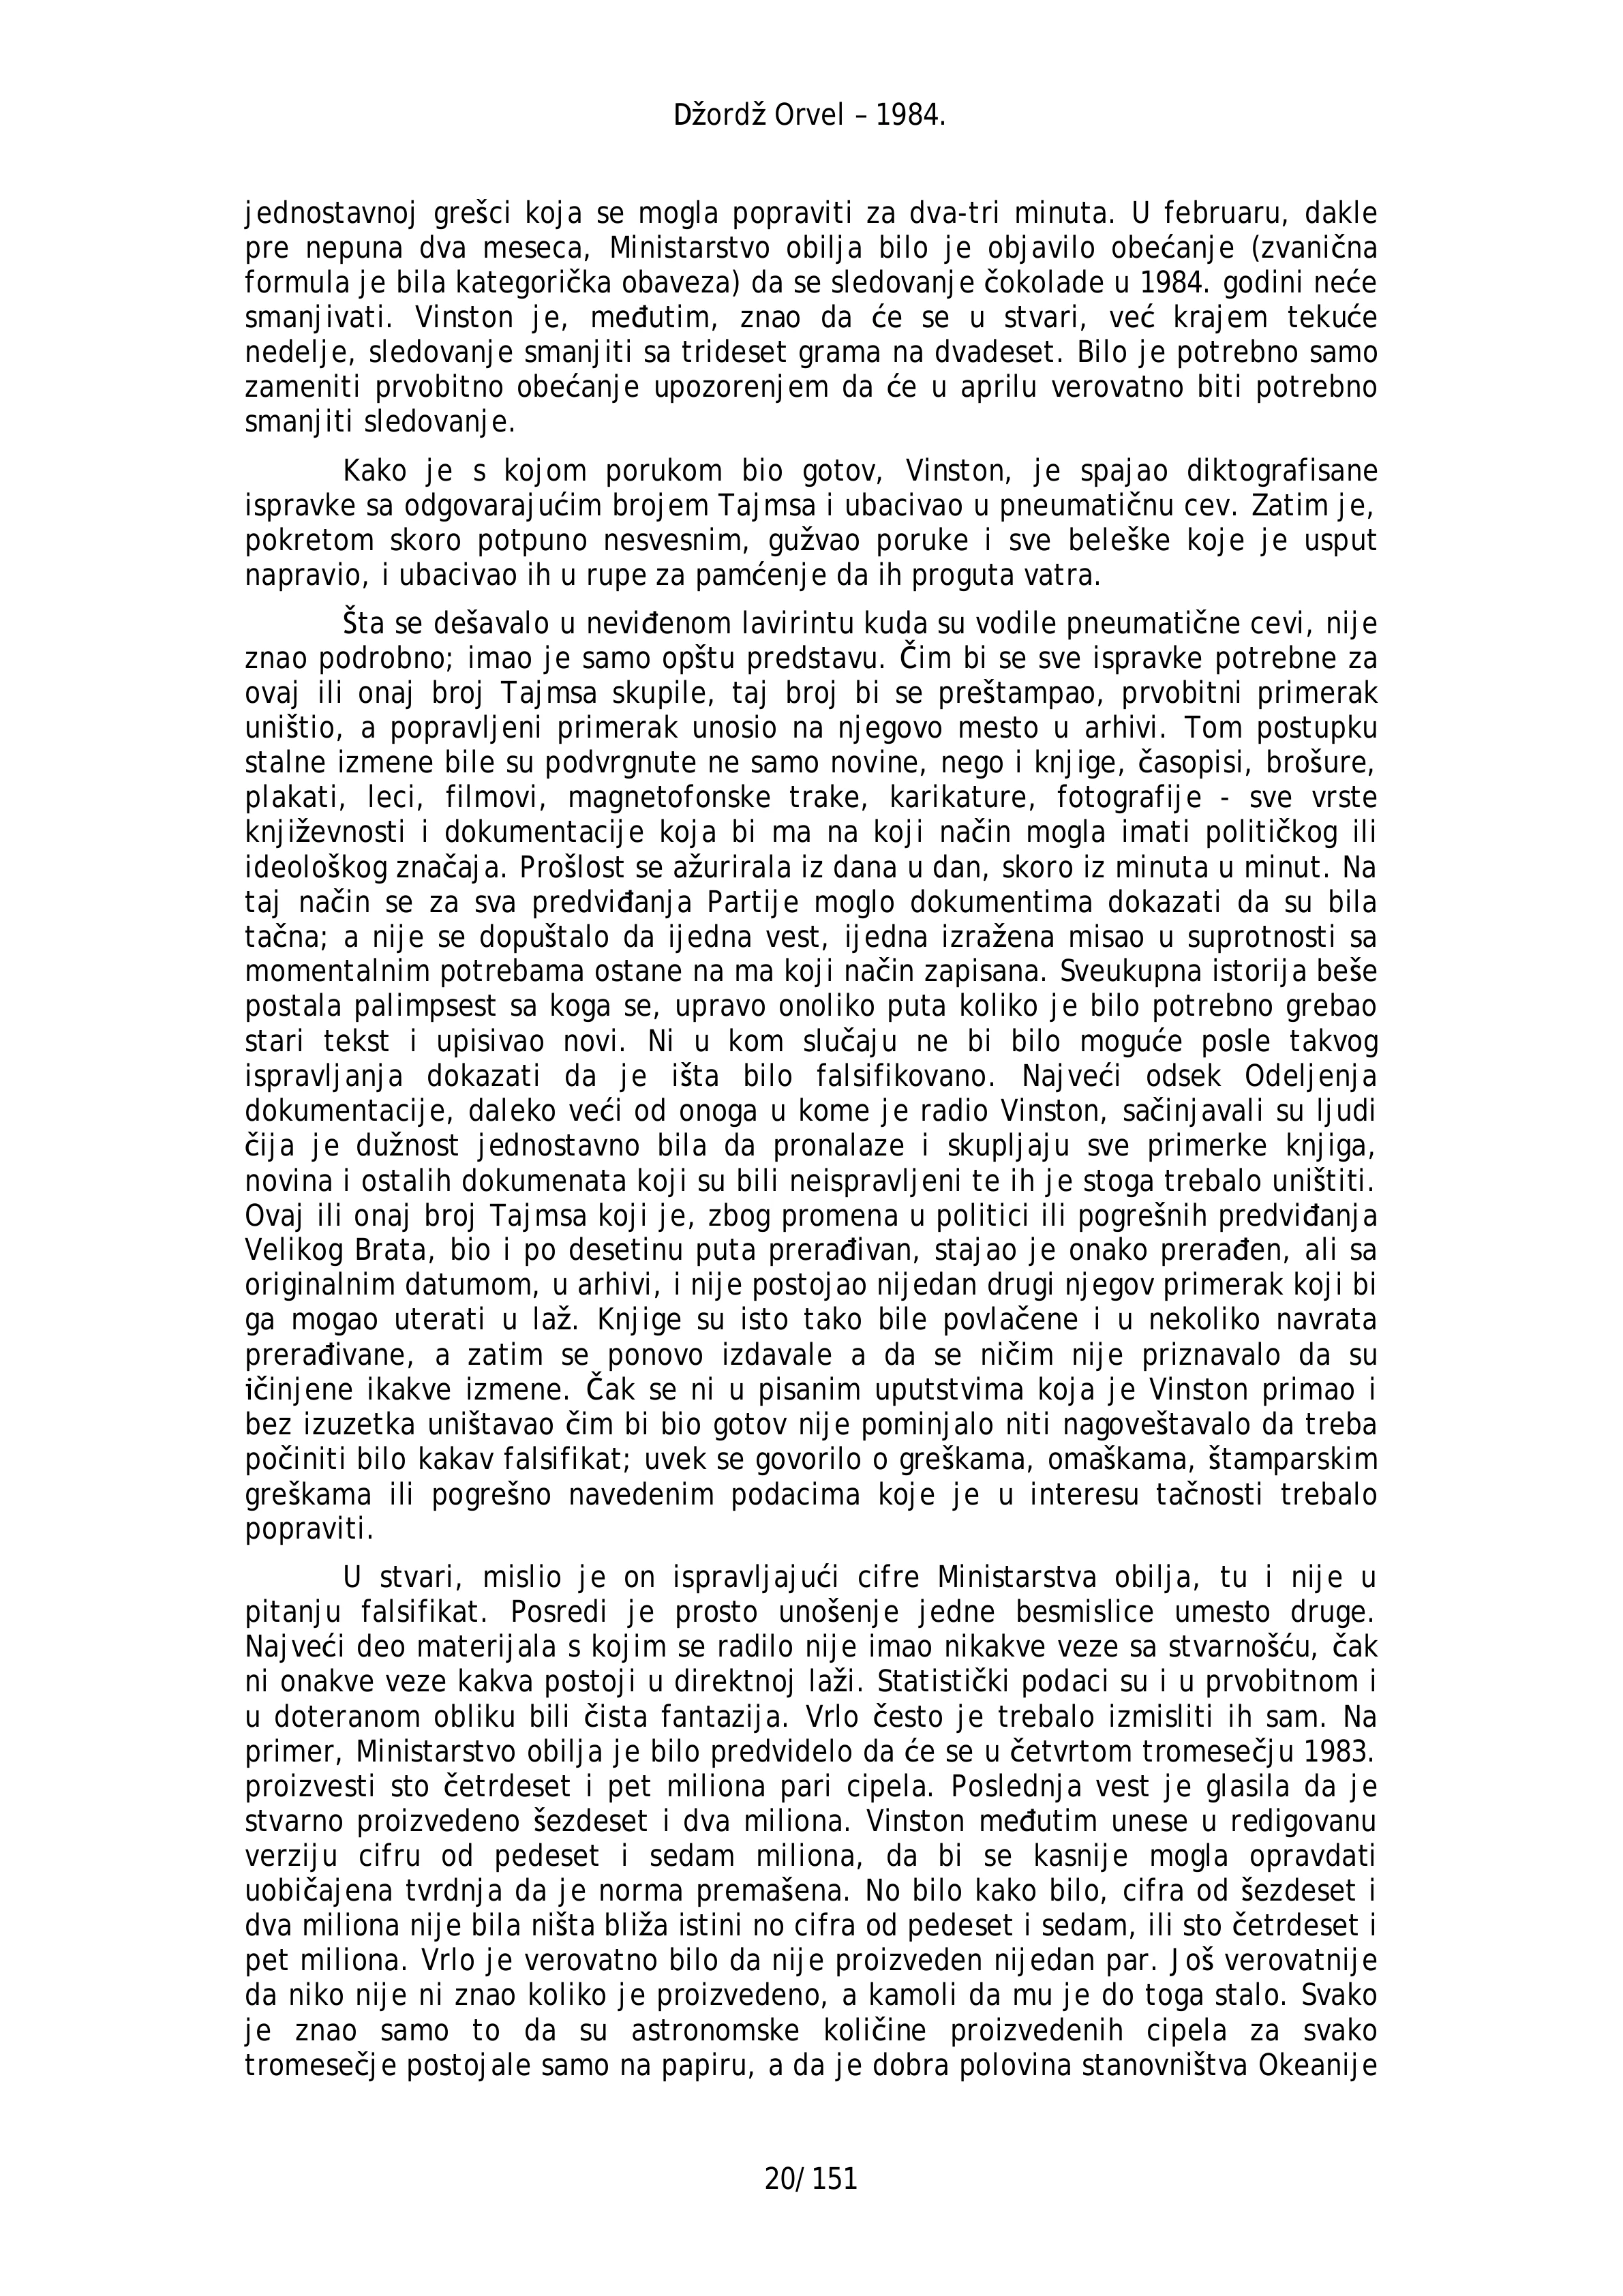 Džordž Orvel – 1984.
jednostavnoj grešci koja se mogla popraviti za dva-tri minuta. U februaru, dakle
pre nepuna dva meseca, Ministarstvo obilja bilo je objavilo obećanje (zvanična
formula je bila kategorička obaveza) da se sledovanje čokolade u 1984. godini neće
smanjivati. Vinston je, međutim, znao da će se u stvari, već krajem tekuće
nedelje, sledovanje smanjiti sa trideset grama na dvadeset. Bilo je potrebno samo
zameniti prvobitno obećanje upozorenjem da će u aprilu verovatno biti potrebno
smanjiti sledovanje.
Kako je s kojom porukom bio gotov, Vinston, je spajao diktografisane
ispravke sa odgovarajućim brojem Tajmsa i ubacivao u pneumatičnu cev. Zatim je,
pokretom skoro potpuno nesvesnim, gužvao poruke i sve beleške koje je usput
napravio, i ubacivao ih u rupe za pamćenje da ih proguta vatra.
Šta se dešavalo u neviđenom lavirintu kuda su vodile pneumatične cevi, nije
znao podrobno; imao je samo opštu predstavu. Čim bi se sve ispravke potrebne za
ovaj ili onaj broj Tajmsa skupile, taj broj bi se preštampao, prvobitni primerak
uništio, a popravljeni primerak unosio na njegovo mesto u arhivi. Tom postupku
stalne izmene bile su podvrgnute ne samo novine, nego i knjige, časopisi, brošure,
plakati, leci, filmovi, magnetofonske trake, karikature, fotografije - sve vrste
književnosti i dokumentacije koja bi ma na koji način mogla imati političkog ili
ideološkog značaja. Prošlost se ažurirala iz dana u dan, skoro iz minuta u minut. Na
taj način se za sva predviđanja Partije moglo dokumentima dokazati da su bila
tačna; a nije se dopuštalo da ijedna vest, ijedna izražena misao u suprotnosti sa
momentalnim potrebama ostane na ma koji način zapisana. Sveukupna istorija beše
postala palimpsest sa koga se, upravo onoliko puta koliko je bilo potrebno grebao
stari tekst i upisivao novi. Ni u kom slučaju ne bi bilo moguće posle takvog
ispravljanja dokazati da je išta bilo falsifikovano. Najveći odsek Odeljenja
dokumentacije, daleko veći od onoga u kome je radio Vinston, sačinjavali su ljudi
čija je dužnost jednostavno bila da pronalaze i skupljaju sve primerke knjiga,
novina i ostalih dokumenata koji su bili neispravljeni te ih je stoga trebalo uništiti.
Ovaj ili onaj broj Tajmsa koji je, zbog promena u politici ili pogrešnih predviđanja
Velikog Brata, bio i po desetinu puta prerađivan, stajao je onako prerađen, ali sa
originalnim datumom, u arhivi, i nije postojao nijedan drugi njegov primerak koji bi
ga mogao uterati u laž. Knjige su isto tako bile povlačene i u nekoliko navrata
prerađivane, a zatim se ponovo izdavale a da se ničim nije priznavalo da su
ičinjene ikakve izmene. Čak se ni u pisanim uputstvima koja je Vinston primao i
bez izuzetka uništavao čim bi bio gotov nije pominjalo niti nagoveštavalo da treba
počiniti bilo kakav falsifikat; uvek se govorilo o greškama, omaškama, štamparskim
greškama ili pogrešno navedenim podacima koje je u interesu tačnosti trebalo
popraviti.
U stvari, mislio je on ispravljajući cifre Ministarstva obilja, tu i nije u
pitanju falsifikat. Posredi je prosto unošenje jedne besmislice umesto druge.
Najveći deo materijala s kojim se radilo nije imao nikakve veze sa stvarnošću, čak
ni onakve veze kakva postoji u direktnoj laži. Statistički podaci su i u prvobitnom i
u doteranom obliku bili čista fantazija. Vrlo često je trebalo izmisliti ih sam. Na
primer, Ministarstvo obilja je bilo predvidelo da će se u četvrtom tromesečju 1983.
proizvesti sto četrdeset i pet miliona pari cipela. Poslednja vest je glasila da je
stvarno proizvedeno šezdeset i dva miliona. Vinston međutim unese u redigovanu
verziju cifru od pedeset i sedam miliona, da bi se kasnije mogla opravdati
uobičajena tvrdnja da je norma premašena. No bilo kako bilo, cifra od šezdeset i
dva miliona nije bila ništa bliža istini no cifra od pedeset i sedam, ili sto četrdeset i
pet miliona. Vrlo je verovatno bilo da nije proizveden nijedan par. Još verovatnije
da niko nije ni znao koliko je proizvedeno, a kamoli da mu je do toga stalo. Svako
je znao samo to da su astronomske količine proizvedenih cipela za svako
tromesečje postojale samo na papiru, a da je dobra polovina stanovništva Okeanije
20/151